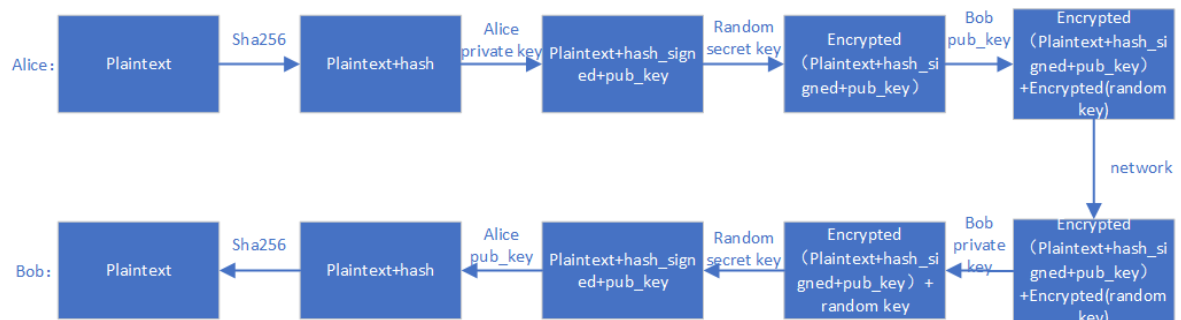 Alice：
Plaintext
Sha256
Plaintext+hash
Alice
private key
Plaintext+hash_sign
ed+pub_key
Random
secret key
Encrypted
（Plaintext+hash_si
gned+pub_key）
Bob
pub_key
Encrypted
（Plaintext+hash_si
gned+pub_key）
+Encrypted(random
key)
network
Bob：
Plaintext
Sha256
Plaintext+hash
Alice
pub_key
Plaintext+hash_sign
ed+pub_key
Random
secret key
Encrypted
（Plaintext+hash_si
gned+pub_key）+
random key
Bob
private
key
Encrypted
（Plaintext+hash_si
gned+pub_key）
+Encrypted(random
key)